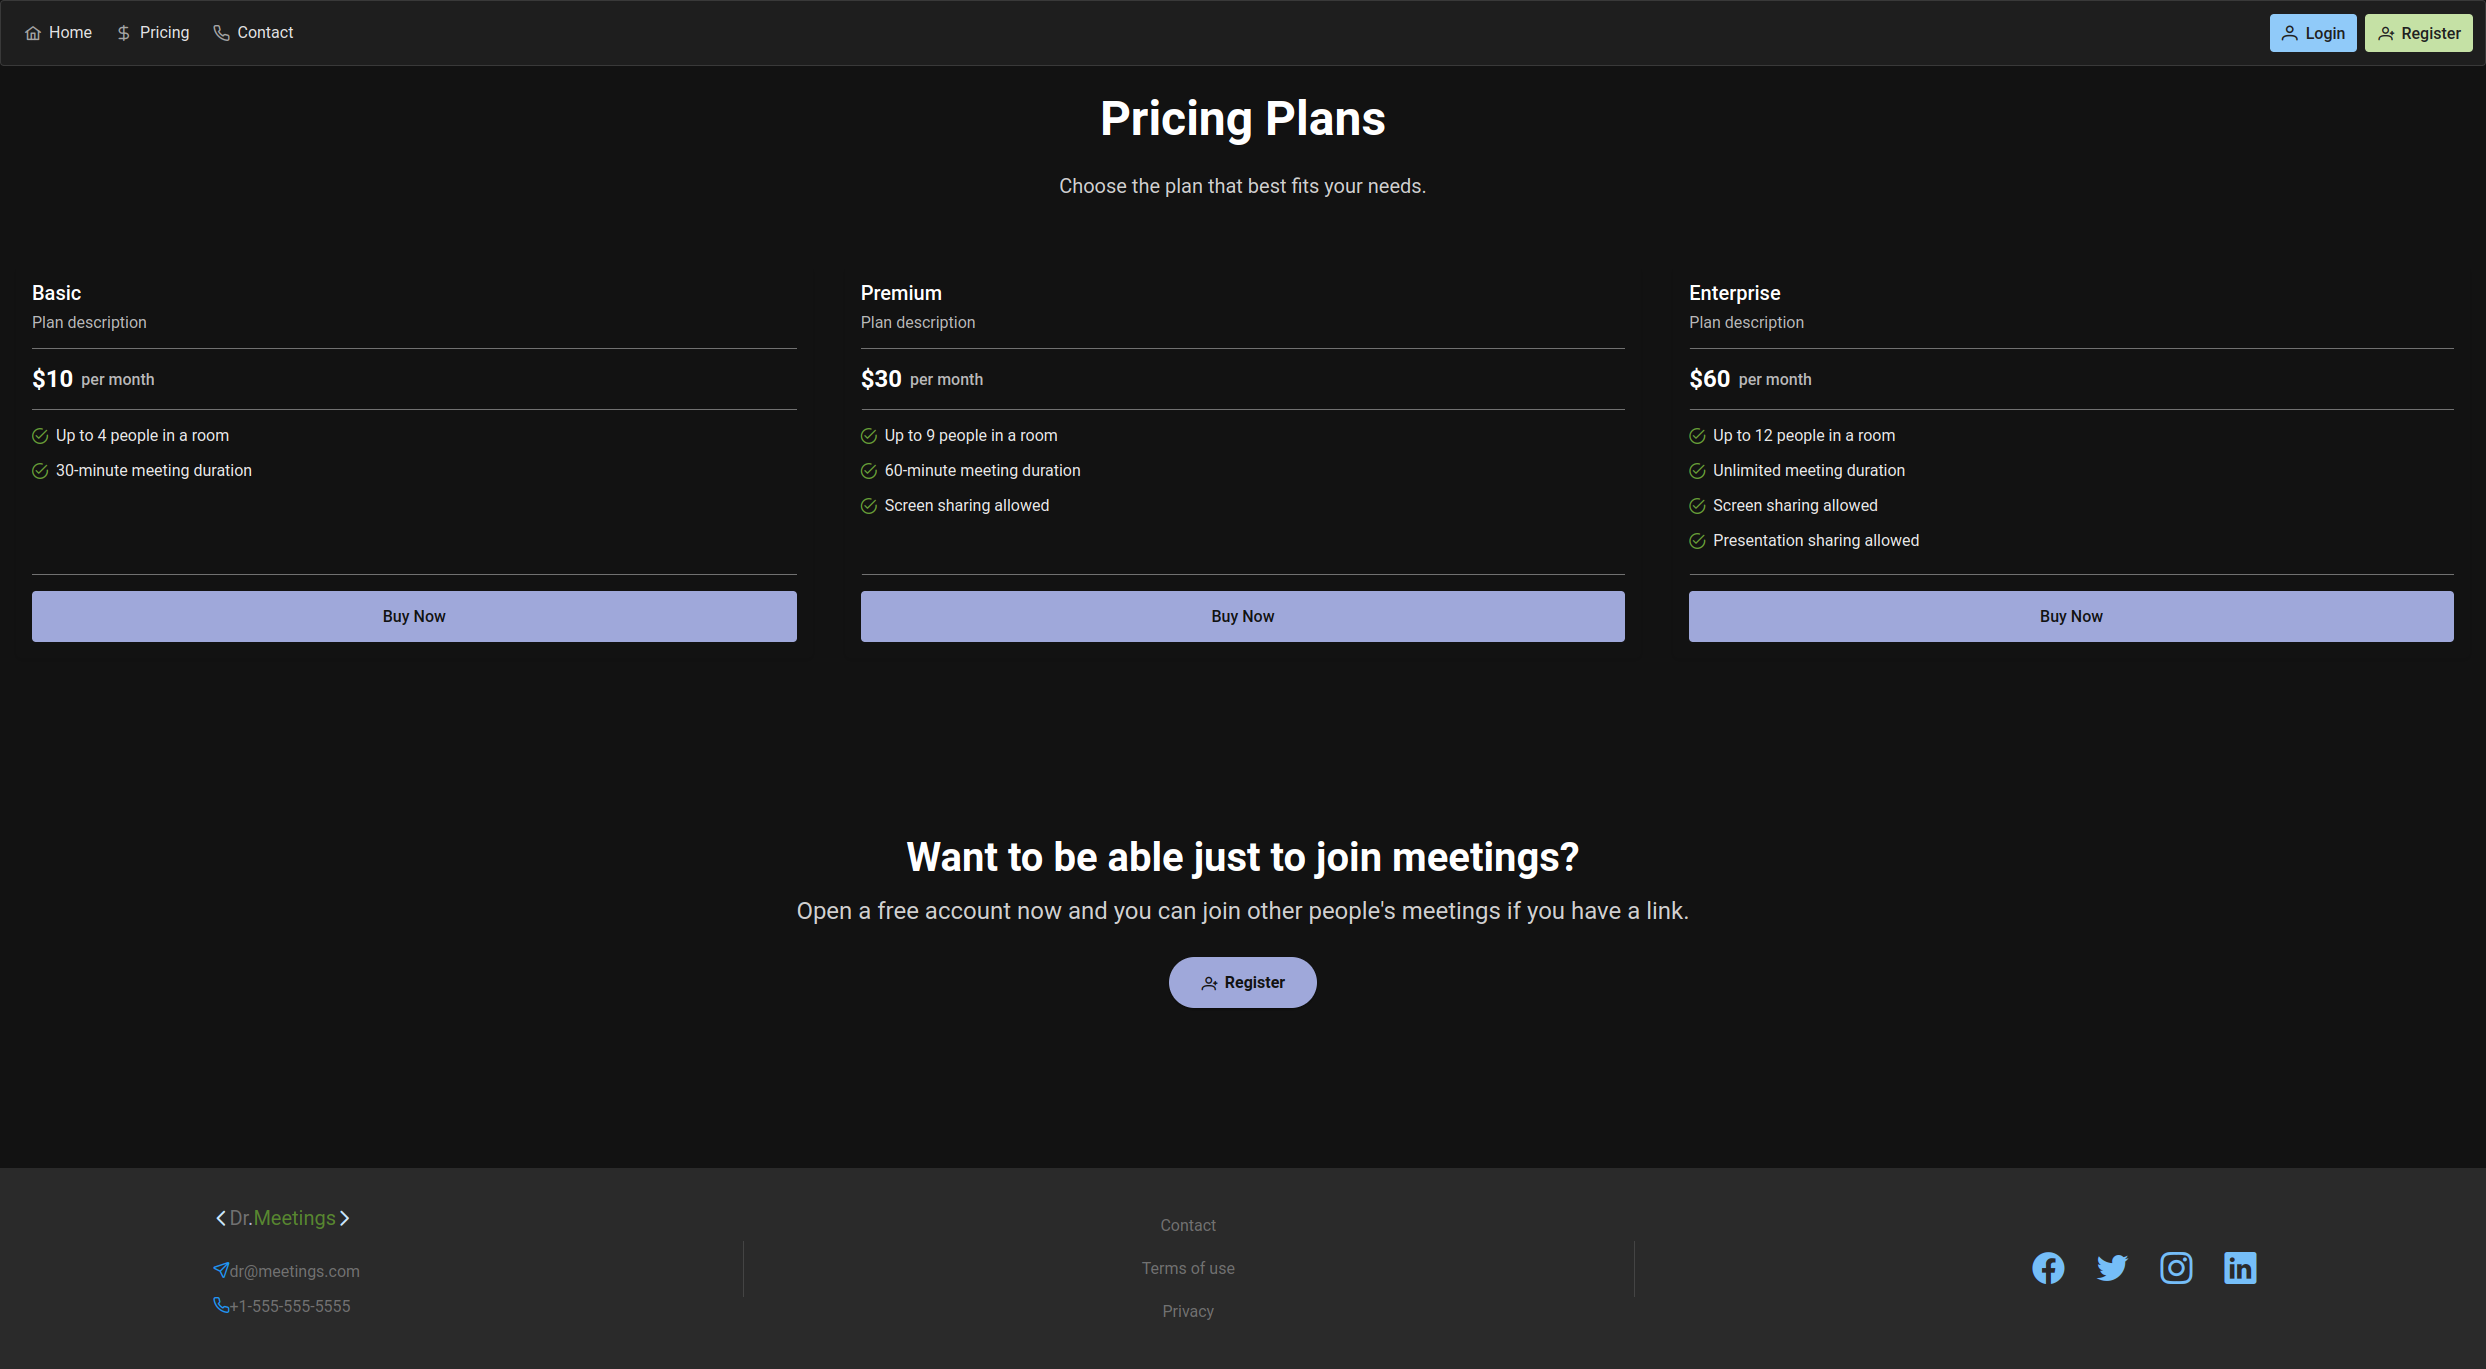 Home Pricing Contact Login Register
Pricing Plans
Choose the plan that best fits your needs.
Basic
Plan description
$10 per month
Up to 4 people in a room
30-minute meeting duration
Buy Now
Premium
Plan description
$30 per month
Up to 9 people in a room
60-minute meeting duration
Screen sharing allowed
Buy Now
Enterprise
Plan description
$60 per month
Up to 12 people in a room
Unlimited meeting duration
Screen sharing allowed
Presentation sharing allowed
Buy Now
Want to be able just to join meetings?
Open a free account now and you can join other people's meetings if you have a link.
Register
Dr.Meetings
dr@meetings.com
+1-555-555-5555
Contact
Terms of use
Privacy